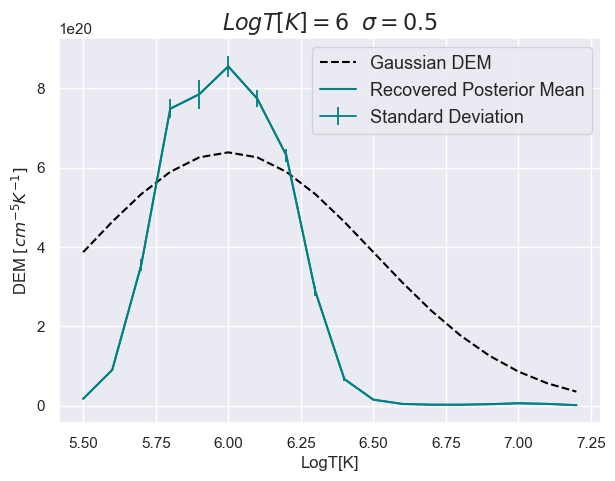 LogT[K] = 6 σ = 0.5
1e20
Gaussian DEM
Recovered Posterior Mean
Standard Deviation
8
6
4
2
0
DEM [cm⁻⁵K⁻¹]
5.50 5.75 6.00 6.25 6.50 6.75 7.00 7.25
LogT[K]